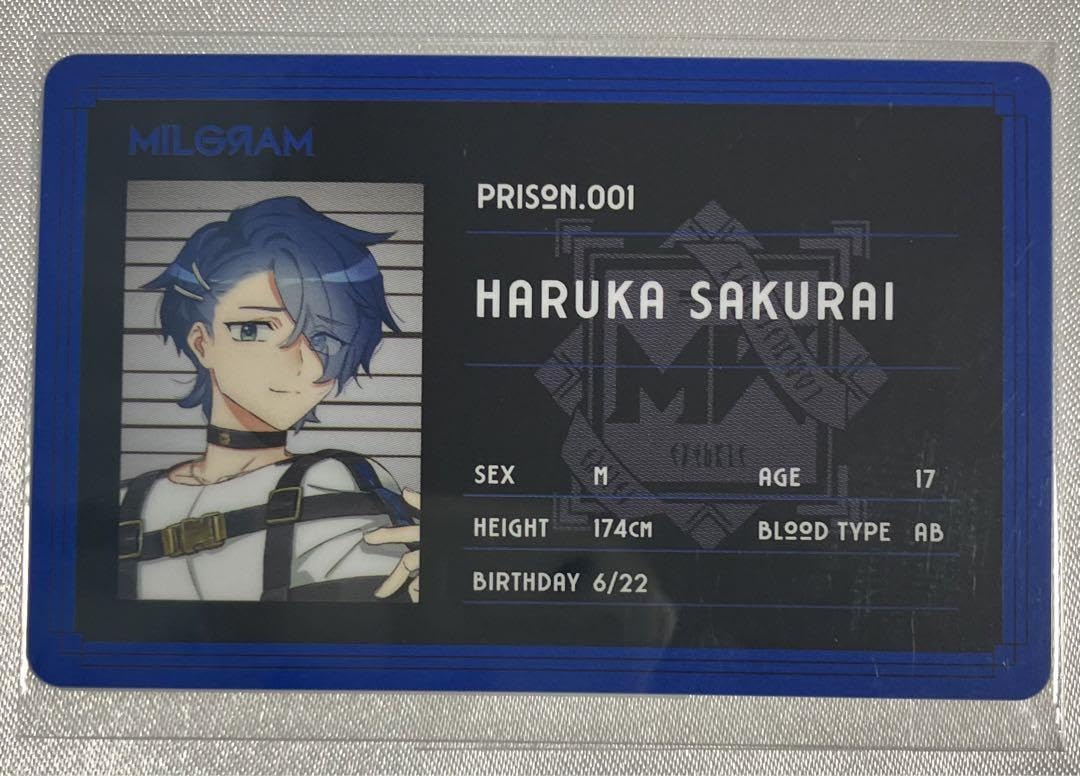 MILGRAM
PRISON.001
HARUKA SAKURAI
SEX M AGE 17
HEIGHT 174CM BLOOD TYPE AB
BIRTHDAY 6/22